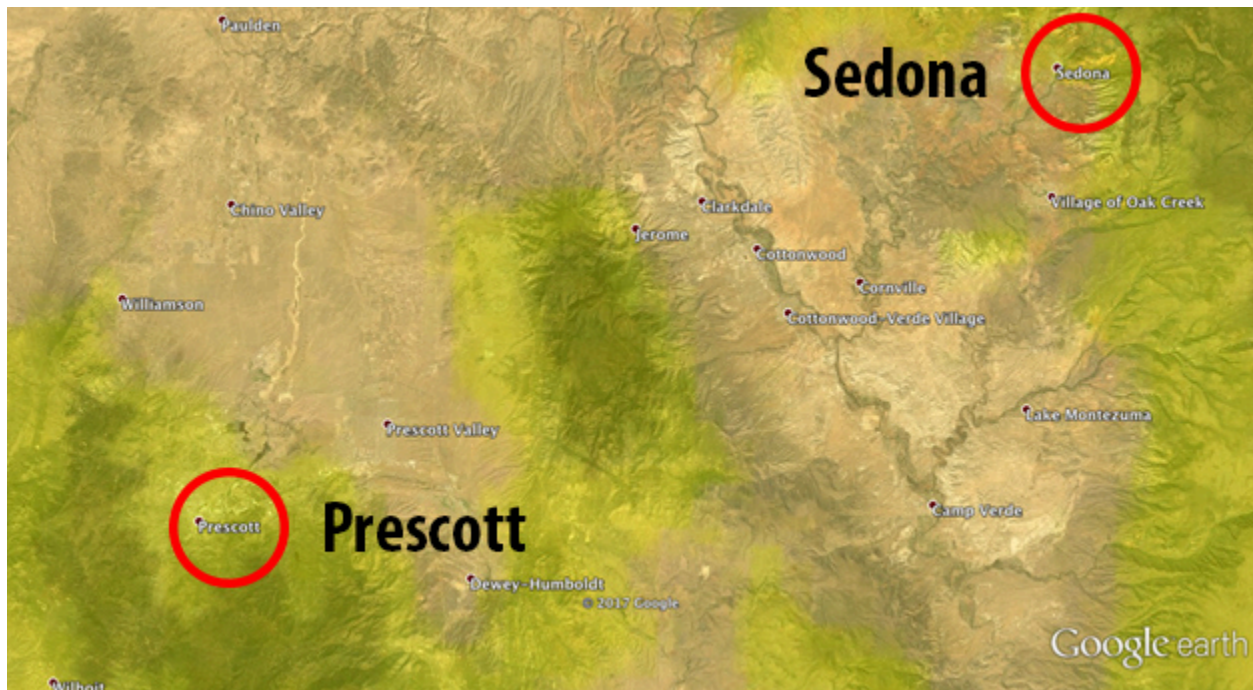 Paulden
Sedona
Sedona
Chino Valley
Clarkdale
Village of Oak Creek
Jerome
Cottonwood
Cornville
Williamson
Cottonwood-Verde Village
Lake Montezuma
Prescott Valley
Prescott
Prescott
Camp Verde
Dewey-Humboldt
© 2017 Google
Google earth
Wilhoit